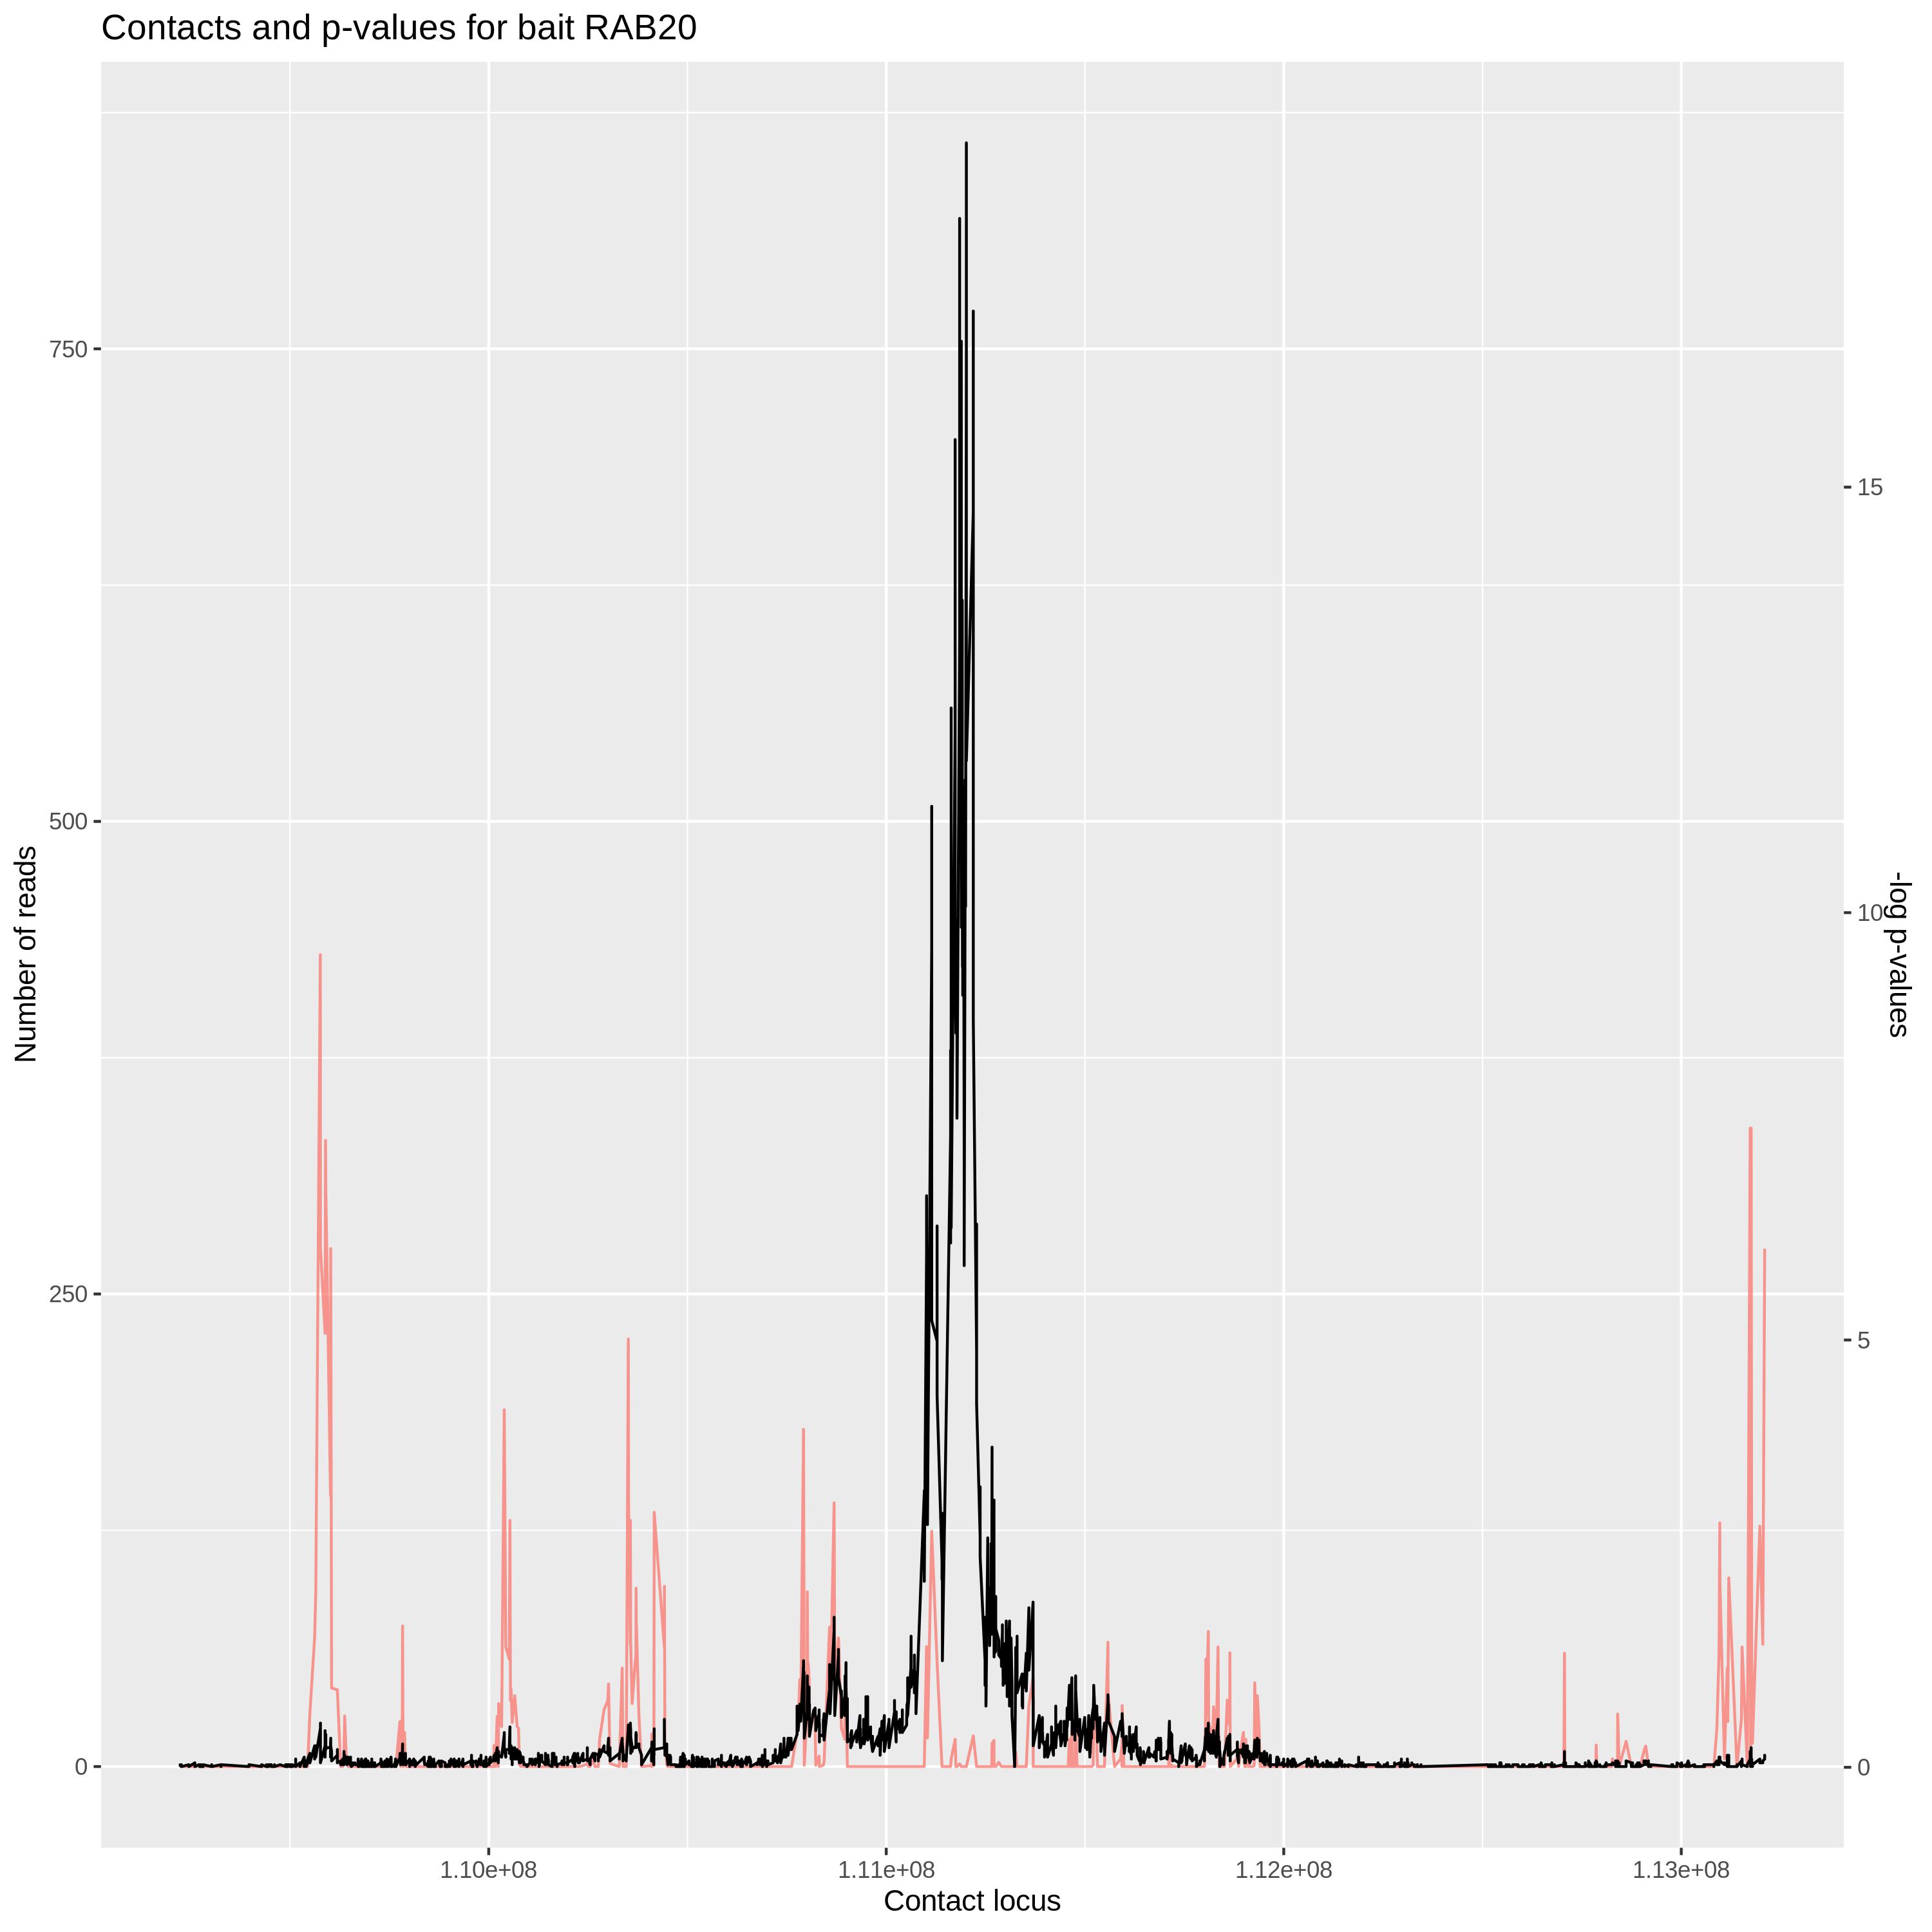 Contacts and p-values for bait RAB20
750
500
250
0
Number of reads
15
10
5
0
-log p-values
1.10e+08
1.11e+08
1.12e+08
1.13e+08
Contact locus